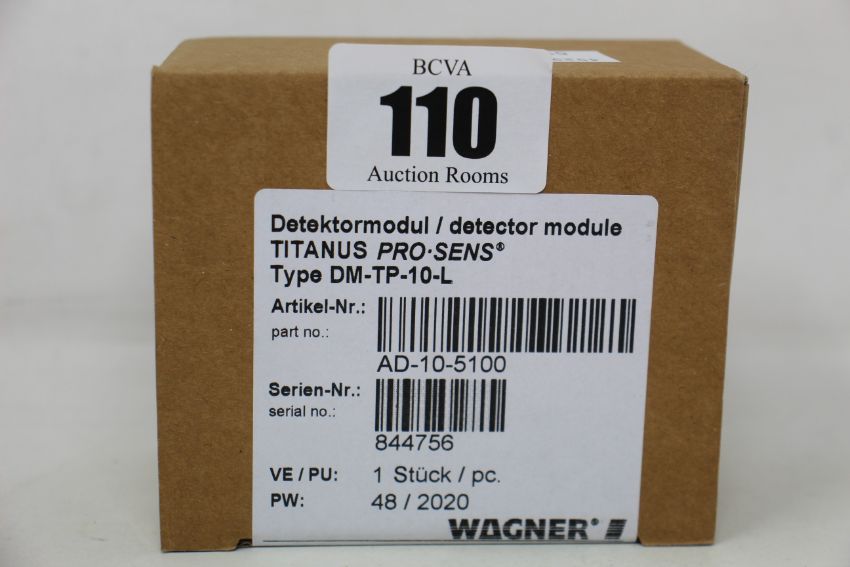 BCVA
110
Auction Rooms
Detektormodul / detector module
TITANUS PRO·SENS®
Type DM-TP-10-L
Artikel-Nr.:
part no.:
AD-10-5100
Serien-Nr.:
serial no.:
844756
VE / PU: 1 Stück / pc.
PW: 48 / 2020
WAGNER®